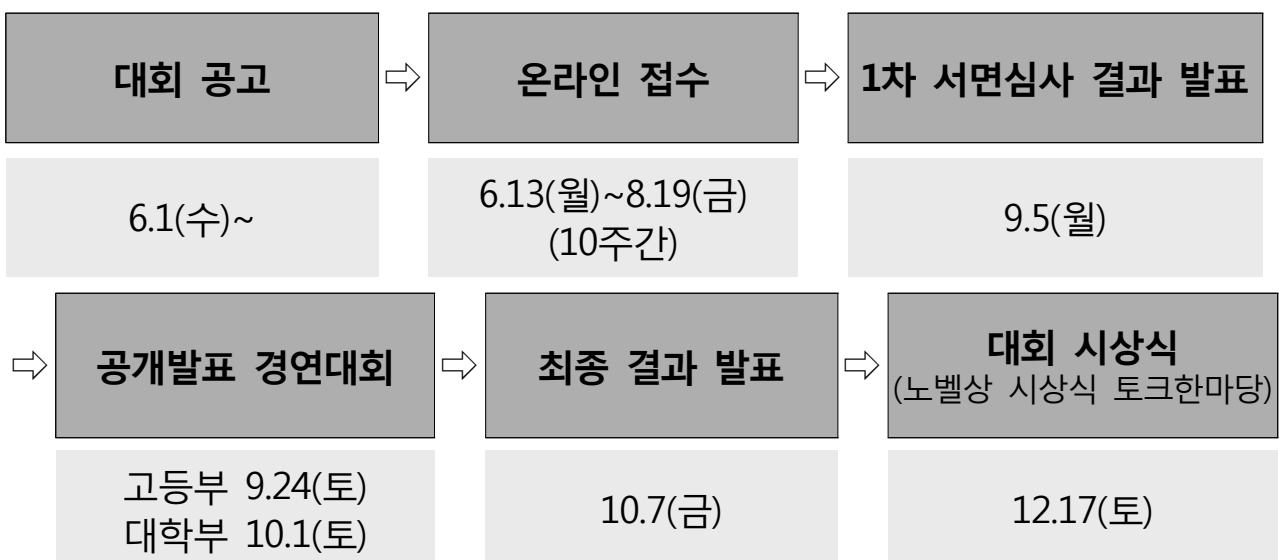 대회 공고 ⇨ 온라인 접수 ⇨ 1차 서면심사 결과 발표
6.1(수)~
6.13(월)~8.19(금)
(10주간)
9.5(월)
⇨ 공개발표 경연대회 ⇨ 최종 결과 발표 ⇨ 대회 시상식
(노벨상 시상식 토크한마당)
고등부 9.24(토)
대학부 10.1(토)
10.7(금)
12.17(토)